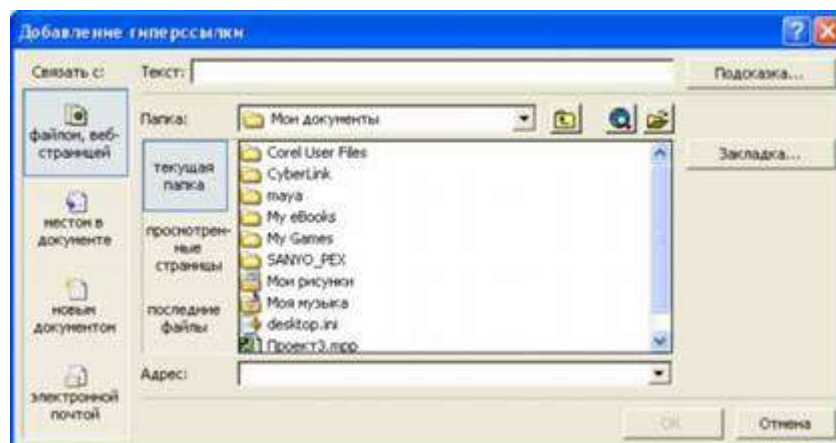 Добавление гиперссылки
Связать с:
Текст:
Подсказка...
файлом, веб-
страницей
местом в
документе
новым
документом
электронной
почтой
Папка:
Мои документы
текущая
папка
просмотрен-
ные
страницы
последние
файлы
Corel User Files
CyberLink
maya
My eBooks
My Games
SANYO_PEX
Мои рисунки
Моя музыка
desktop.ini
Проект3.mpp
Закладка...
Адрес:
ОК
Отмена